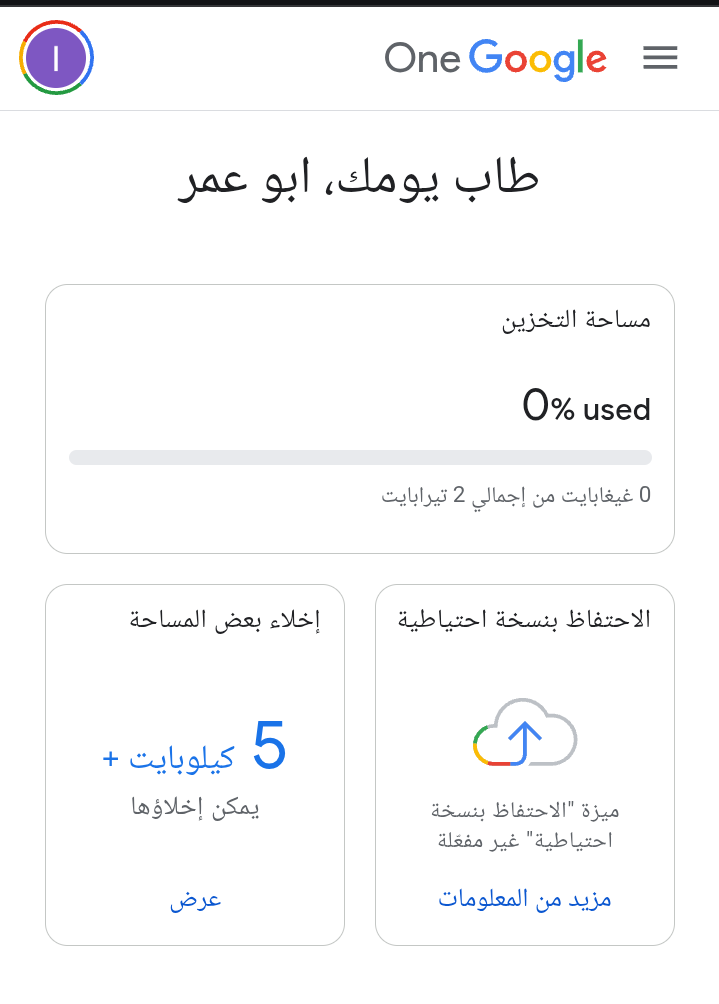 I
One Google
طاب يومك، ابو عمر
مساحة التخزين
0% used
0 غيغابايت من إجمالي 2 تيرابايت
الاحتفاظ بنسخة احتياطية
ميزة "الاحتفاظ بنسخة
احتياطية" غير مفعّلة
مزيد من المعلومات
إخلاء بعض المساحة
5 كيلوبايت +
يمكن إخلاؤها
عرض